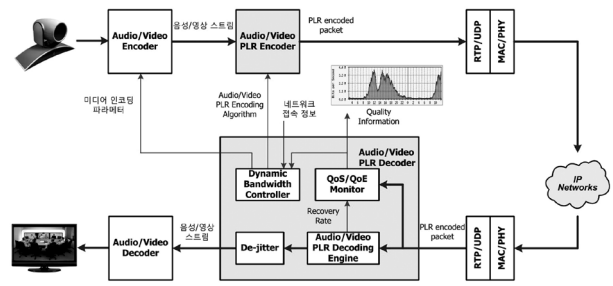 Audio/Video
Encoder
음성/영상 스트림
Audio/Video
PLR Encoder
PLR encoded
packet
RTP/UDP
MAC/PHY
미디어 인코딩
파라메터
Audio/Video
PLR Encoding
Algorithm
네트워크
접속 정보
Quality
Information
Audio/Video
PLR Decoder
Dynamic
Bandwidth
Controller
QoS/QoE
Monitor
IP
Networks
Recovery
Rate
Audio/Video
Decoder
음성/영상
스트림
De-jitter
Audio/Video
PLR Decoding
Engine
PLR encoded
packet
RTP/UDP
MAC/PHY